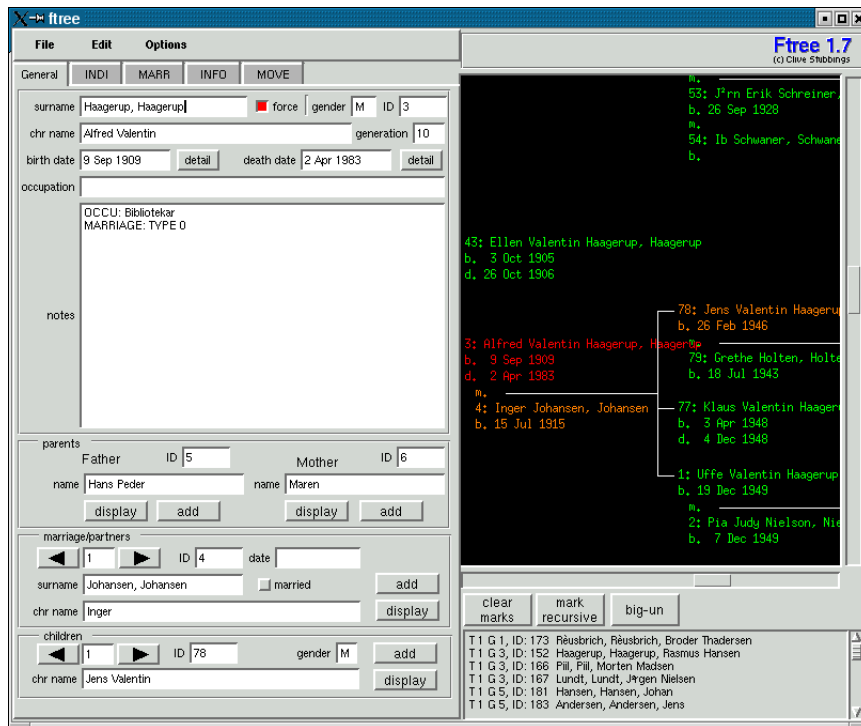 ftree
File Edit Options
Ftree 1.7
(c) Clive Stubbings
General INDI MARR INFO MOVE
surname Haagerup, Haagerup force gender M ID 3
chr name Alfred Valentin generation 10
birth date 9 Sep 1909 detail death date 2 Apr 1983 detail
occupation
OCCU: Bibliotekar
MARRIAGE: TYPE 0
notes
parents
Father ID 5 Mother ID 6
name Hans Peder name Maren
display add display add
marriage/partners
1 ID 4 date
surname Johansen, Johansen married add
chr name Inger display
children
1 ID 78 gender M add
chr name Jens Valentin display
m.
53: J²rn Erik Schreiner,
b. 26 Sep 1928
m.
54: Ib Schwaner, Schwane
b.
43: Ellen Valentin Haagerup, Haagerup
b. 3 Oct 1905
d. 26 Oct 1906
78: Jens Valentin Haageru
b. 26 Feb 1946
m.
79: Grethe Holten, Holte
b. 18 Jul 1943
3: Alfred Valentin Haagerup, Haagerup
b. 9 Sep 1909
d. 2 Apr 1983
m.
4: Inger Johansen, Johansen
b. 15 Jul 1915
77: Klaus Valentin Haager
b. 3 Apr 1948
d. 4 Dec 1948
1: Uffe Valentin Haagerup
b. 19 Dec 1949
m.
2: Pia Judy Nielson, Nie
b. 7 Dec 1949
clear marks
mark recursive
big-un
T 1 G 1, ID: 173 Rèusbrich, Rèusbrich, Broder Thadersen
T 1 G 3, ID: 152 Haagerup, Haagerup, Rasmus Hansen
T 1 G 3, ID: 166 Piil, Piil, Morten Madsen
T 1 G 3, ID: 167 Lundt, Lundt, Jºrgen Nielsen
T 1 G 5, ID: 181 Hansen, Hansen, Johan
T 1 G 5, ID: 183 Andersen, Andersen, Jens